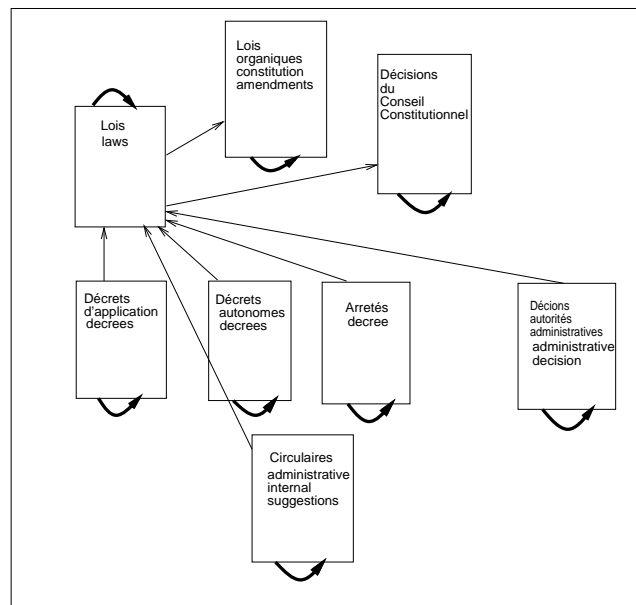 Lois
organiques
constitution
amendments
Décisions
du
Conseil
Constitutionnel
Lois
laws
Décrets
d'application
decrees
Décrets
autonomes
decrees
Arretés
decree
Décions
autorités
administratives
administrative
decision
Circulaires
administrative
internal
suggestions